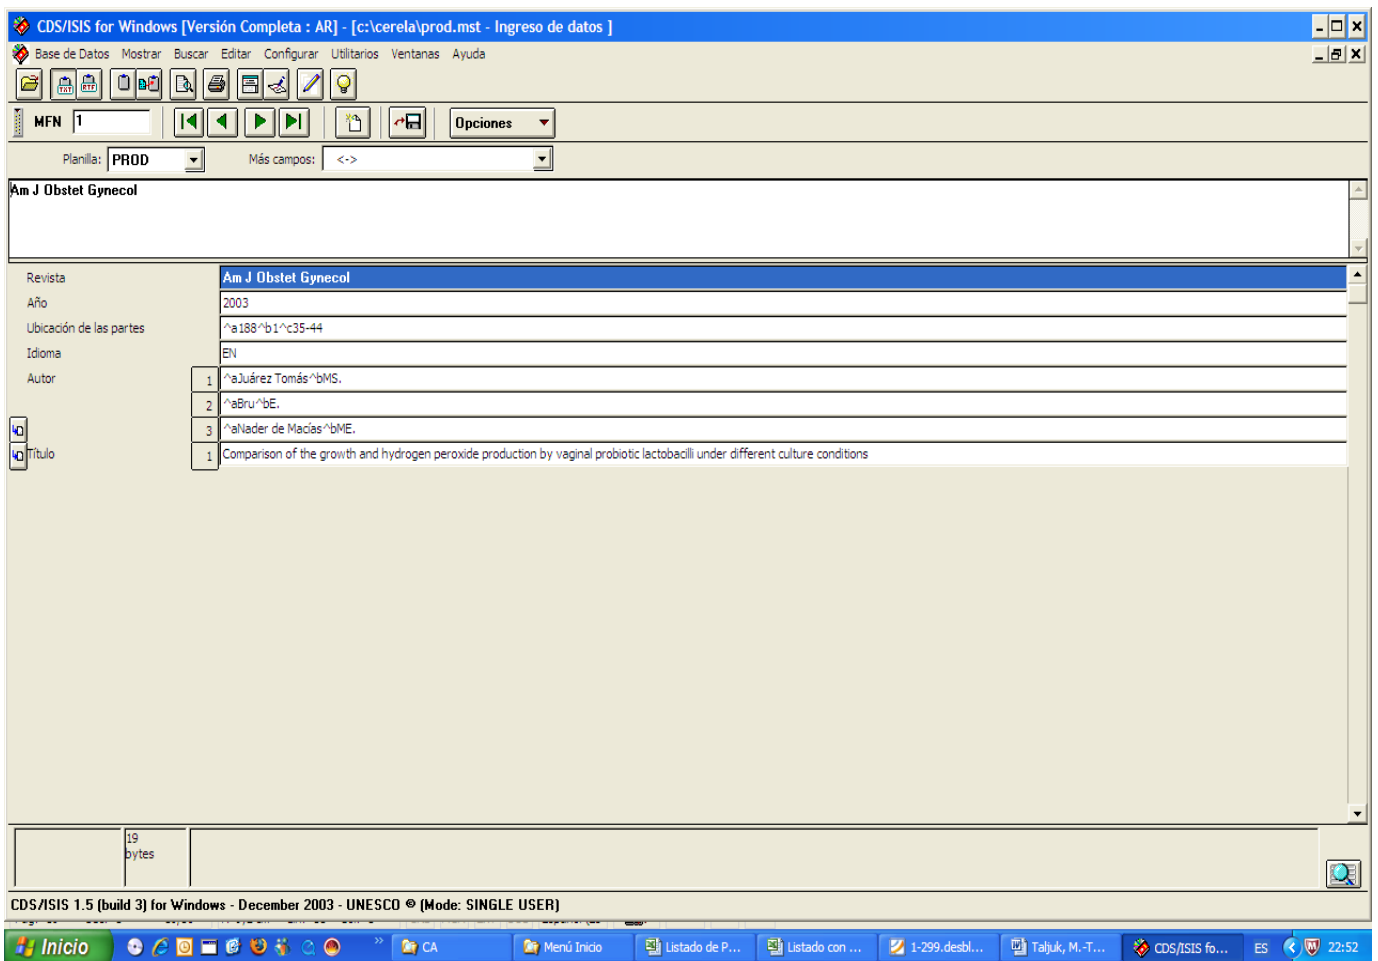 CDS/ISIS for Windows [Versión Completa : AR] - [c:\cerela\prod.mst - Ingreso de datos ]
Base de Datos Mostrar Buscar Editar Configurar Utilitarios Ventanas Ayuda
TXT RTF
MFN 1 Opciones
Planilla: PROD Más campos: <->
Am J Obstet Gynecol
Revista Am J Obstet Gynecol
Año 2003
Ubicación de las partes ^a188^b1^c35-44
Idioma EN
Autor 1 ^aJuárez Tomás^bMS.
2 ^aBru^bE.
3 ^aNader de Macías^bME.
Título 1 Comparison of the growth and hydrogen peroxide production by vaginal probiotic lactobacilli under different culture conditions
19
bytes
CDS/ISIS 1.5 (build 3) for Windows - December 2003 - UNESCO © (Mode: SINGLE USER)
Inicio » CA Menú Inicio Listado de P... Listado con ... 1-299.desbl... Taljuk, M.-T... CDS/ISIS fo... ES 22:52